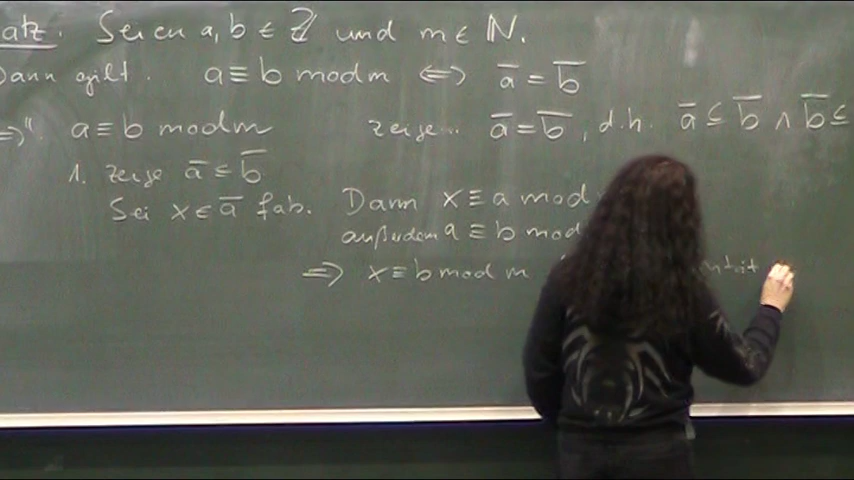 atz. Seien a, b ∈ ℤ und m ∈ ℕ.
Dann gilt. a ≡ b mod m ⟺ a̅ = b̅
⇒". a ≡ b mod m zeige... a̅ = b̅, d.h. a̅ ⊆ b̅ ∧ b̅ ⊆
1. zeige a̅ ⊆ b̅
Sei x ∈ a̅ fab. Dann x ≡ a mod
außerdem a ≡ b mod
⇒ x ≡ b mod m